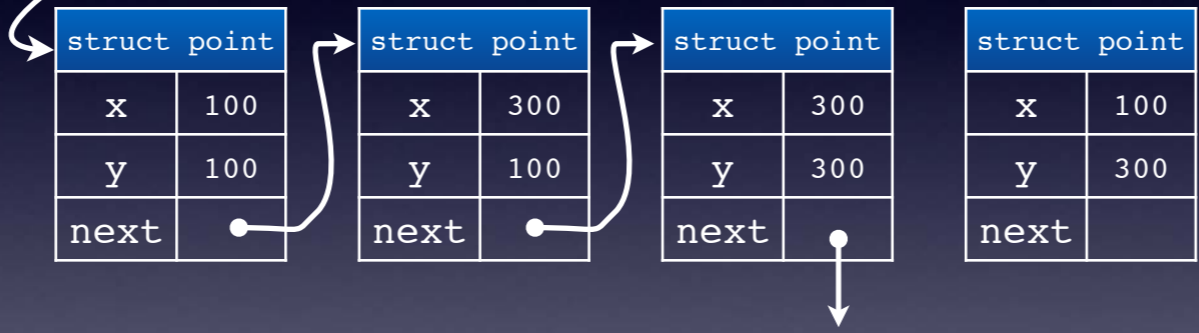 struct point struct point struct point struct point
x 100 x 300 x 300 x 100
y 100 y 100 y 300 y 300
next next next next